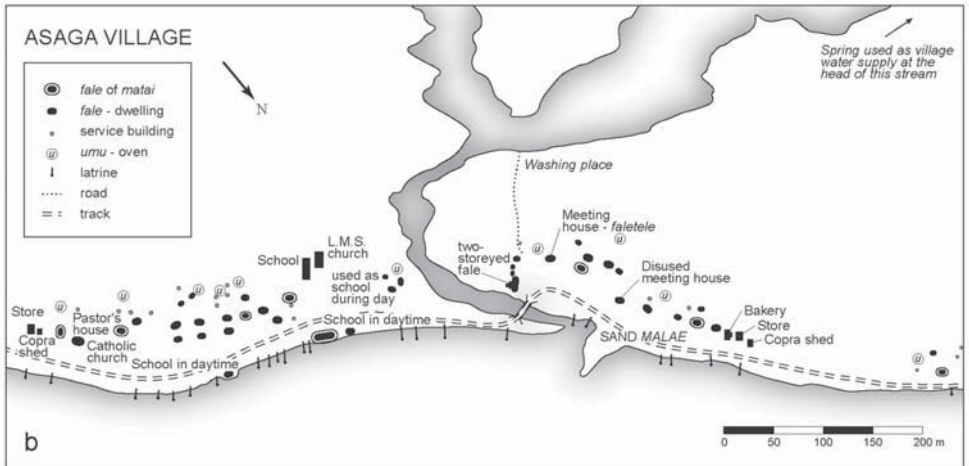 ASAGA VILLAGE
fale of matai
fale - dwelling
service building
u
umu - oven
latrine
road
track
N
Spring used as village
water supply at the
head of this stream
Washing place
Meeting
house - faletele
two-
storeyed
fale
Disused
meeting house
L.M.S.
church
School
used as
school
during day
School in daytime
Bakery
Store
Copra shed
SAND MALAE
Store
Copra
shed
Pastor's
house
Catholic
church
School in daytime
b
0 50 100 150 200 m